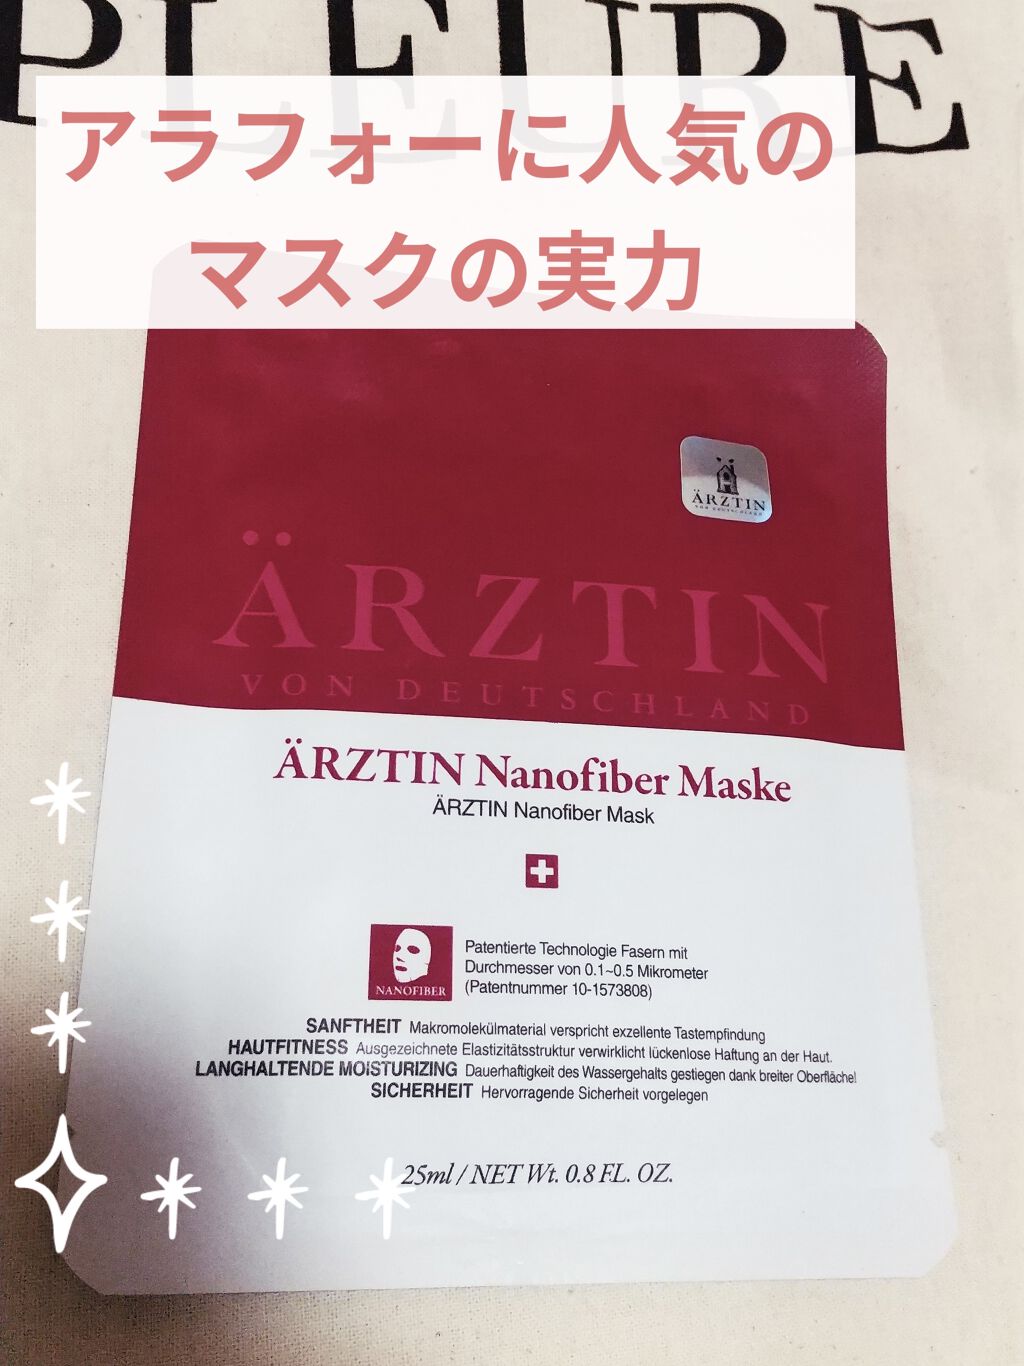 PLEURE
アラフォーに人気の
マスクの実力
ÄRZTIN
VON DEUTSCHLAND
ÄRZTIN
VON DEUTSCHLAND
ÄRZTIN Nanofiber Maske
ÄRZTIN Nanofiber Mask
NANOFIBER
Patentierte Technologie Fasern mit
Durchmesser von 0.1~0.5 Mikrometer
(Patentnummer 10-1573808)
SANFTHEIT Makromolekülmaterial verspricht exzellente Tastempfindung
HAUTFITNESS Ausgezeichnete Elastizitätsstruktur verwirklicht lückenlose Haftung an der Haut.
LANGHALTENDE MOISTURIZING Dauerhaftigkeit des Wassergehalts gestiegen dank breiter Oberfläche!
SICHERHEIT Hervorragende Sicherheit vorgelegen
25ml / NET Wt. 0.8 FL. OZ.